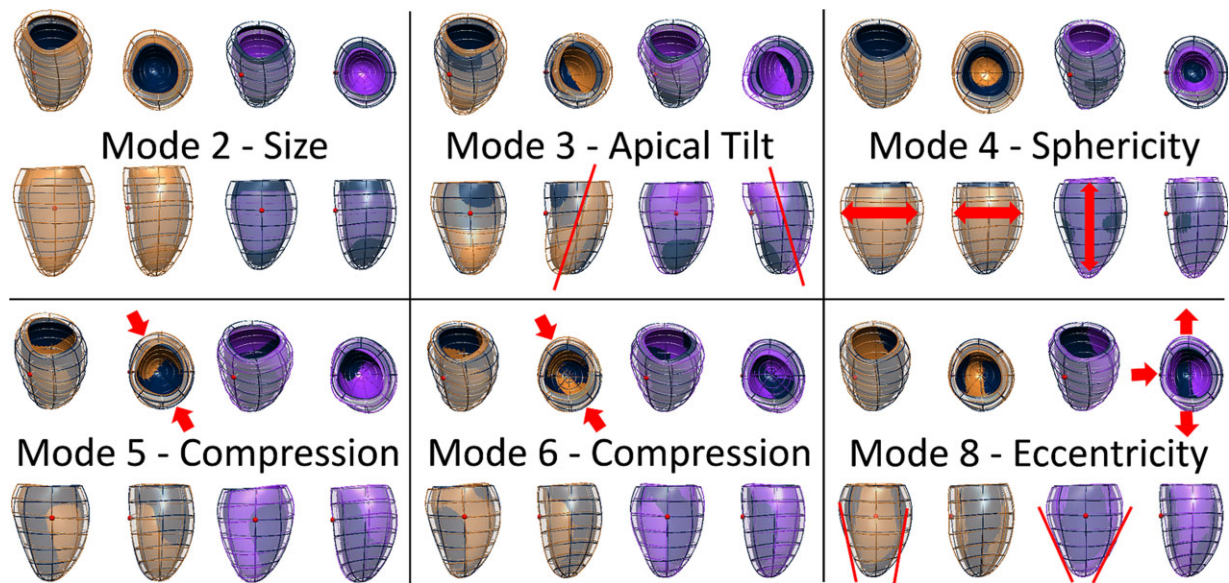 Mode 2 - Size
Mode 3 - Apical Tilt
Mode 4 - Sphericity
Mode 5 - Compression
Mode 6 - Compression
Mode 8 - Eccentricity